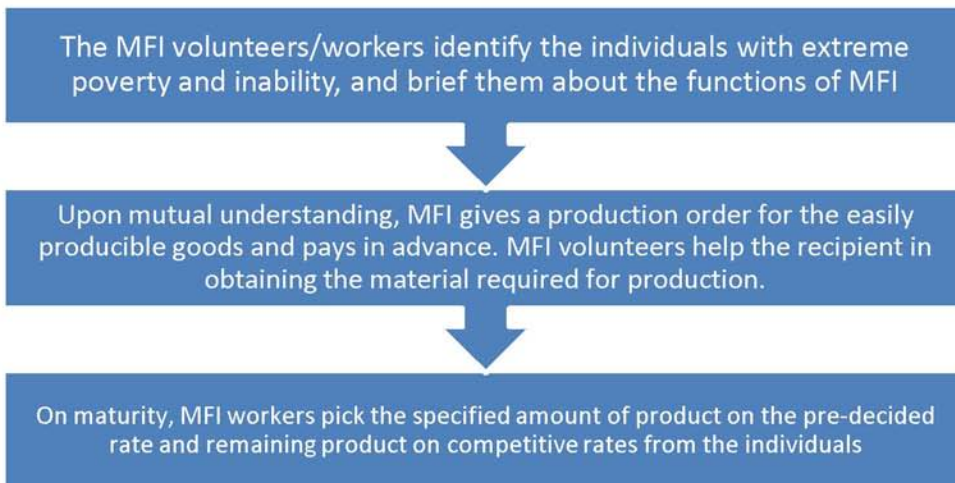 The MFI volunteers/workers identify the individuals with extreme
poverty and inability, and brief them about the functions of MFI
Upon mutual understanding, MFI gives a production order for the easily
producible goods and pays in advance. MFI volunteers help the recipient in
obtaining the material required for production.
On maturity, MFI workers pick the specified amount of product on the pre-decided
rate and remaining product on competitive rates from the individuals